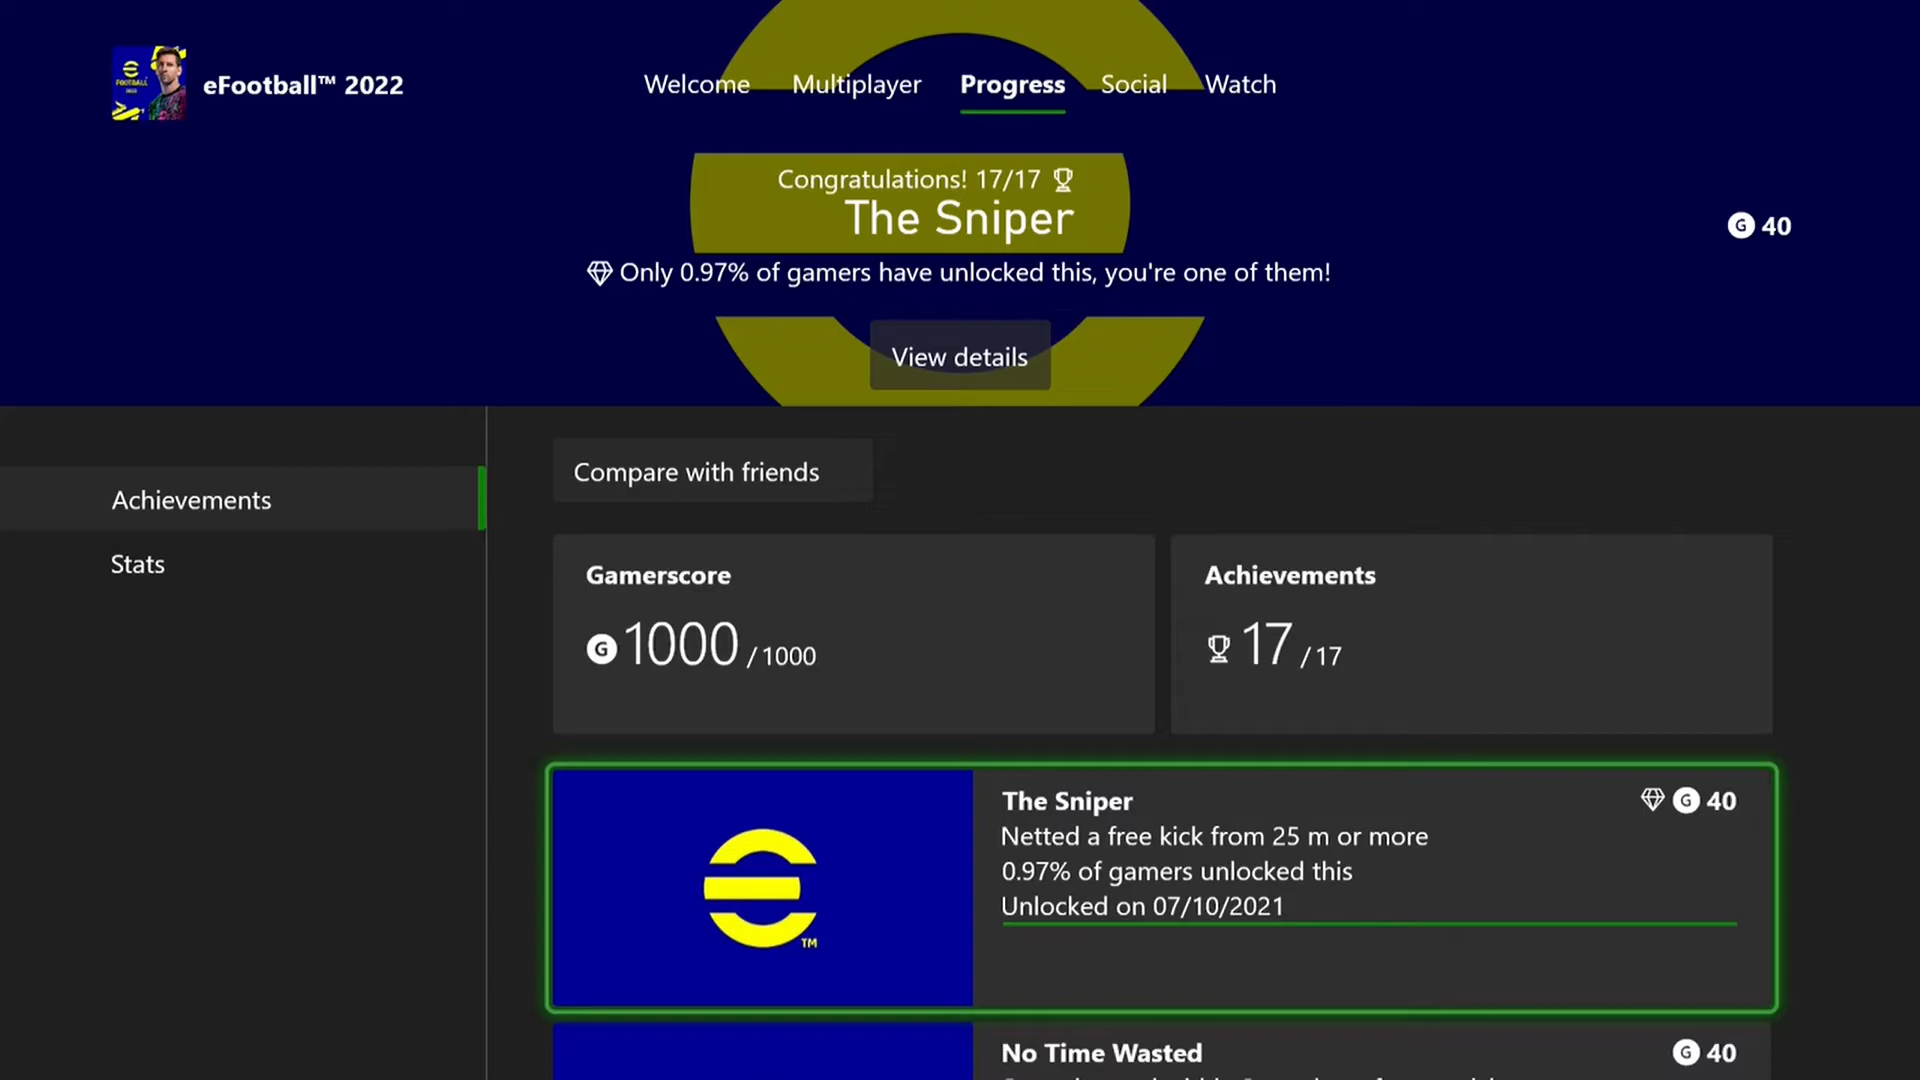 eFootball™ 2022
Welcome Multiplayer Progress Social Watch
Congratulations! 17/17
The Sniper
G 40
Only 0.97% of gamers have unlocked this, you're one of them!
View details
Achievements
Stats
Compare with friends
Gamerscore
G 1000 / 1000
Achievements
17 / 17
The Sniper
G 40
Netted a free kick from 25 m or more
0.97% of gamers unlocked this
Unlocked on 07/10/2021
TM
No Time Wasted
G 40